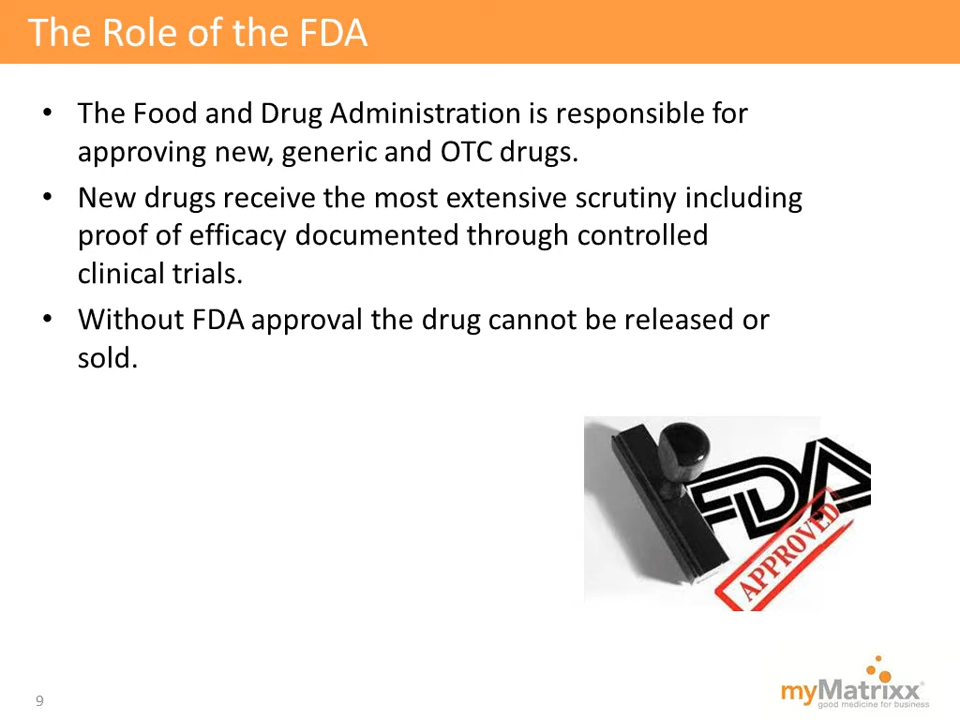 The Role of the FDA
• The Food and Drug Administration is responsible for
approving new, generic and OTC drugs.
• New drugs receive the most extensive scrutiny including
proof of efficacy documented through controlled
clinical trials.
• Without FDA approval the drug cannot be released or
sold.
FDA
APPROVED
9
myMatrixx®
good medicine for business